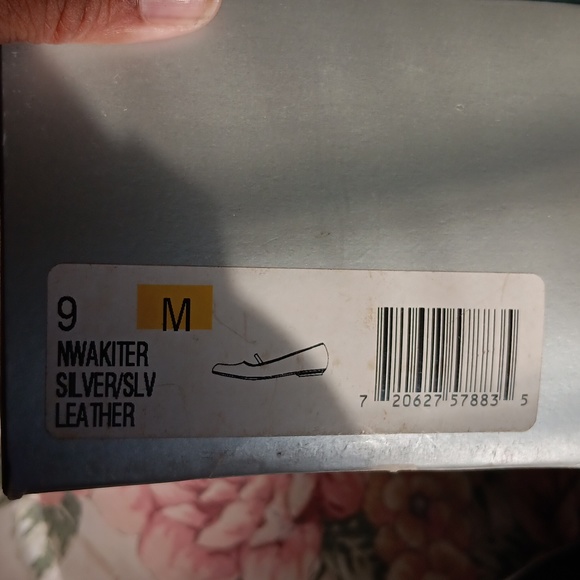 9 M
NWAKITER
SILVER/SLV
LEATHER
7 20627 57883 5